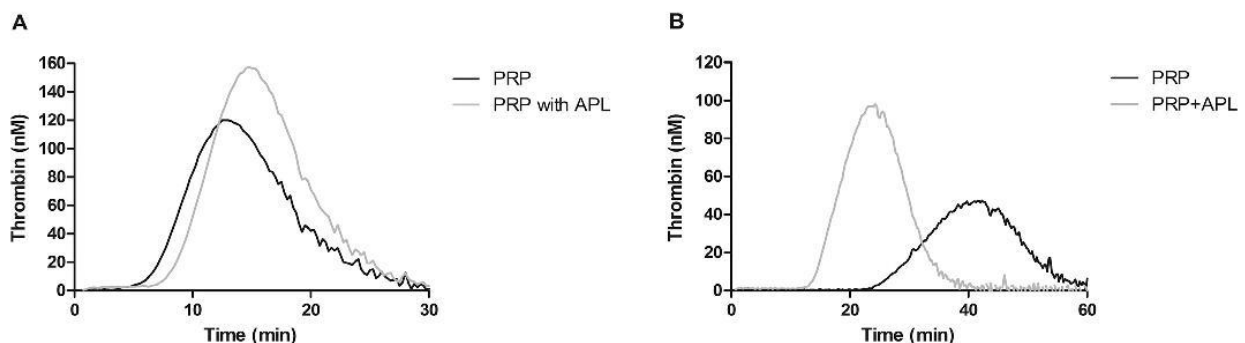 A
160
140
120
100
80
60
40
20
0
Thrombin (nM)
0 10 20 30
Time (min)
PRP
PRP with APL
B
120
100
80
60
40
20
0
Thrombin (nM)
0 20 40 60
Time (min)
PRP
PRP+APL